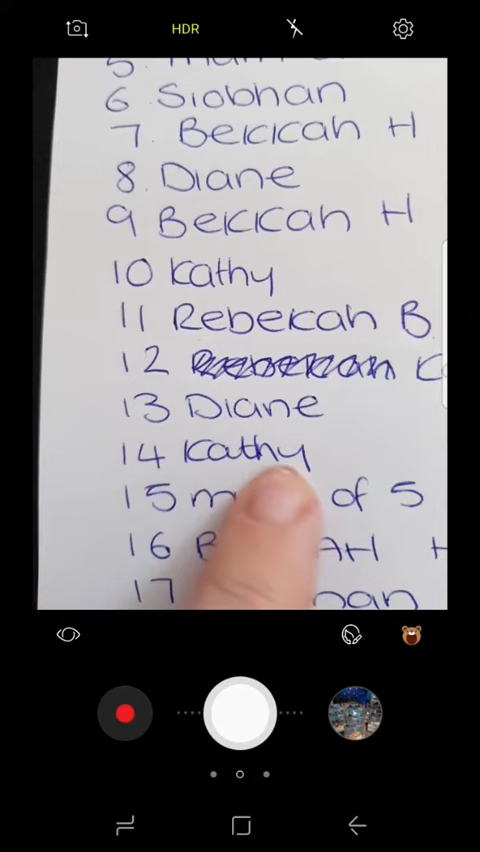 HDR
5.
6 Siobhan
7. Bekkah H
8. Diane
9 Bekkah H
10 Kathy
11 Rebekah B
12
13 Diane
14 Kathy
15 of 5
16 H
17